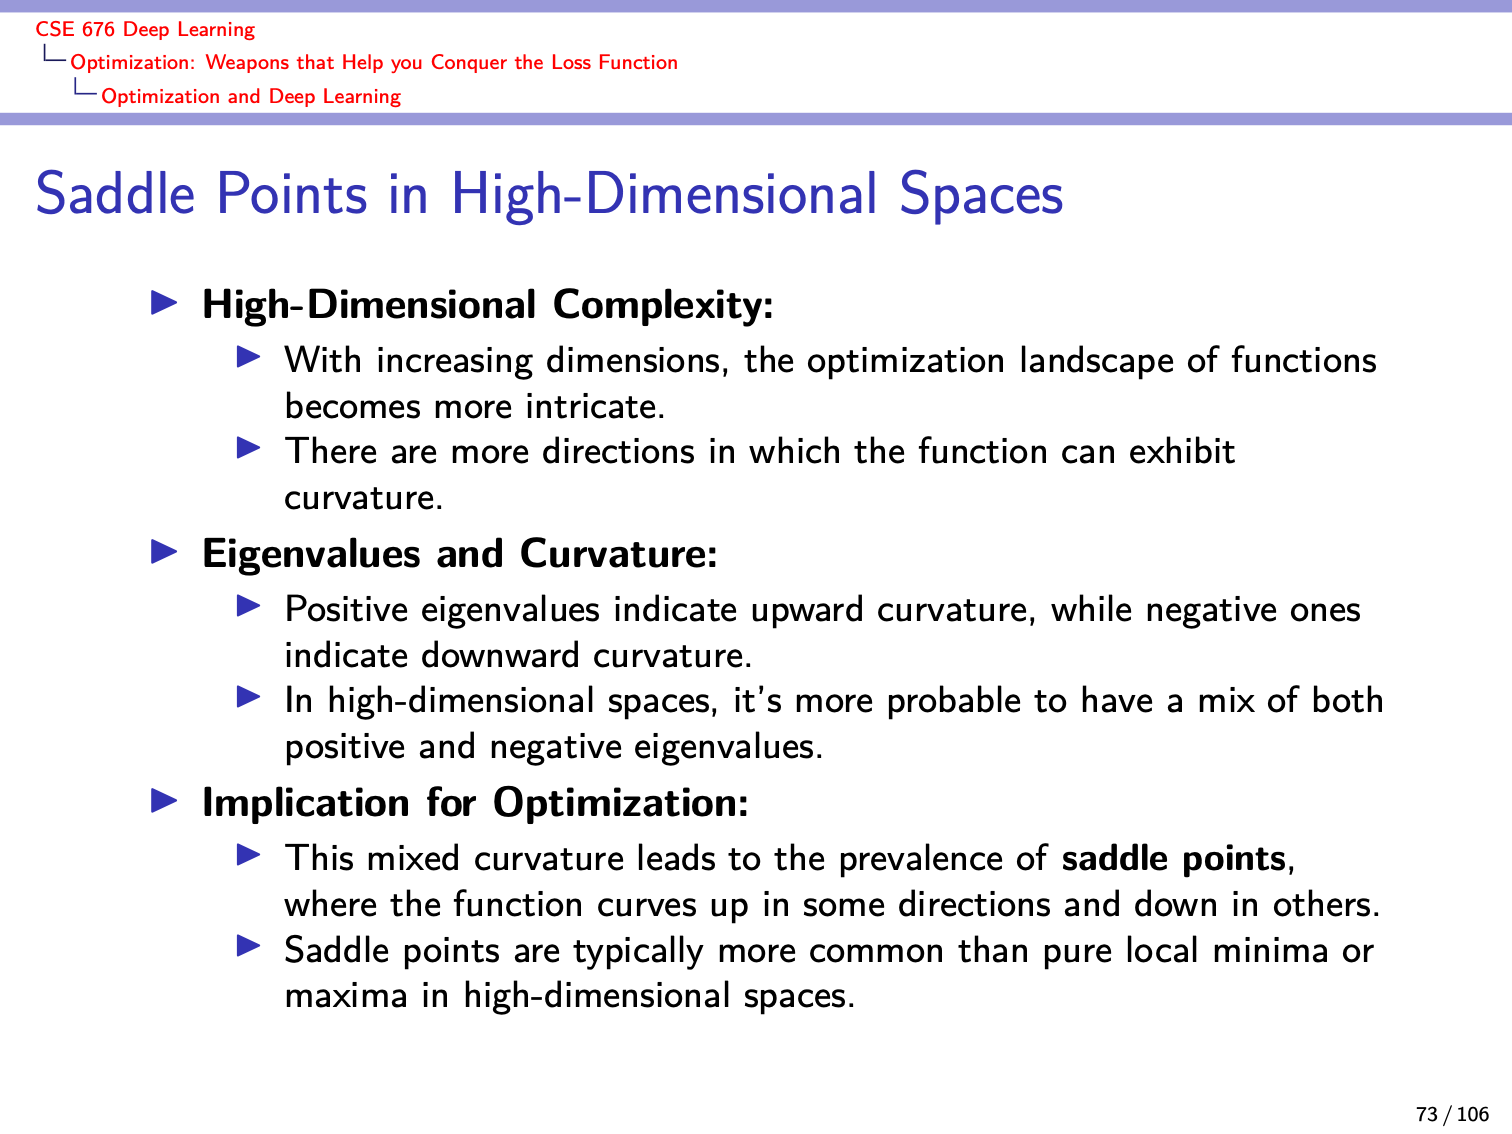 CSE 676 Deep Learning
Optimization: Weapons that Help you Conquer the Loss Function
Optimization and Deep Learning
Saddle Points in High-Dimensional Spaces
High-Dimensional Complexity:
With increasing dimensions, the optimization landscape of functions
becomes more intricate.
There are more directions in which the function can exhibit
curvature.
Eigenvalues and Curvature:
Positive eigenvalues indicate upward curvature, while negative ones
indicate downward curvature.
In high-dimensional spaces, it's more probable to have a mix of both
positive and negative eigenvalues.
Implication for Optimization:
This mixed curvature leads to the prevalence of saddle points,
where the function curves up in some directions and down in others.
Saddle points are typically more common than pure local minima or
maxima in high-dimensional spaces.
73 / 106